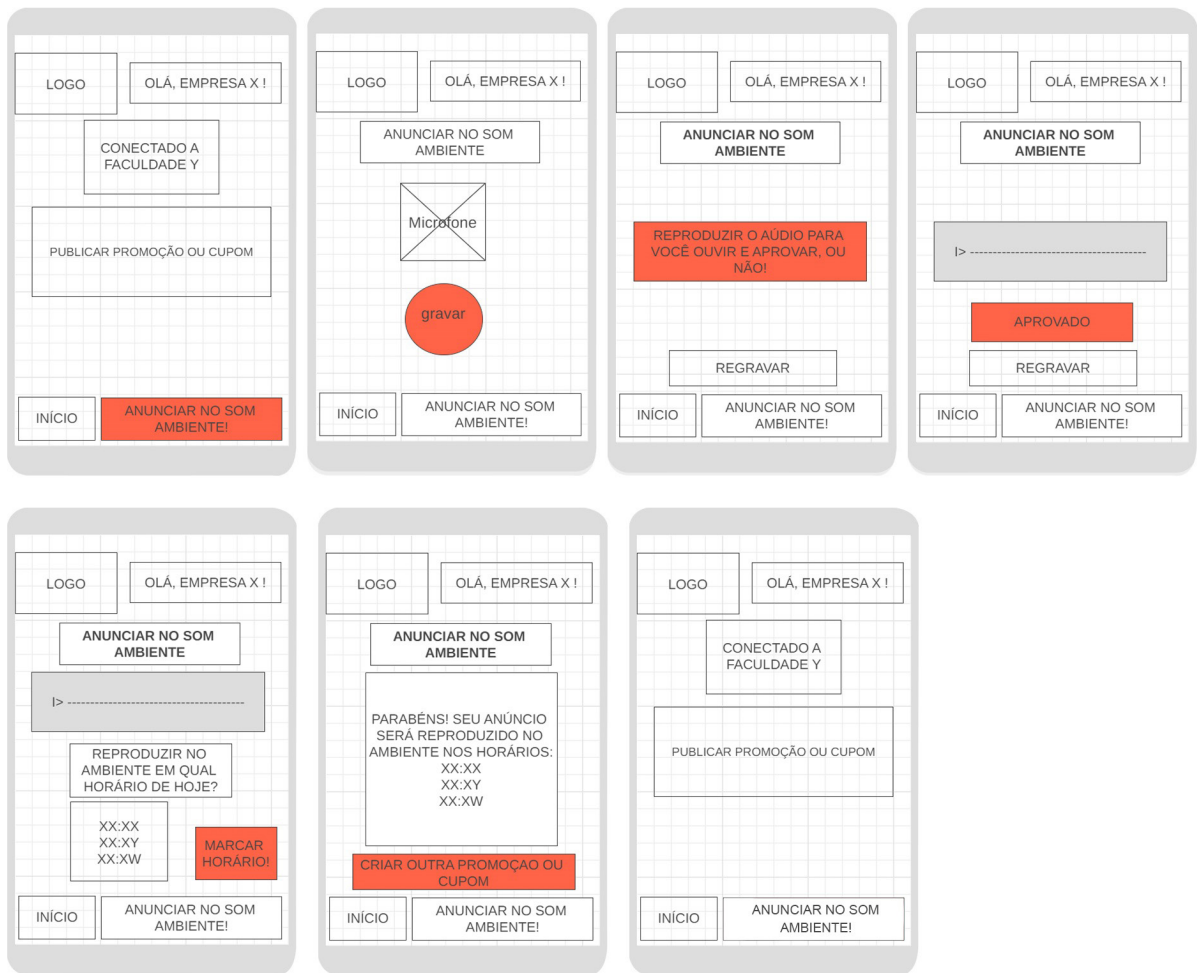 LOGO
OLÁ, EMPRESA X !
CONECTADO A
FACULDADE Y
PUBLICAR PROMOÇÃO OU CUPOM
INÍCIO
ANUNCIAR NO SOM
AMBIENTE!
LOGO
OLÁ, EMPRESA X !
ANUNCIAR NO SOM
AMBIENTE
Microfone
gravar
INÍCIO
ANUNCIAR NO SOM
AMBIENTE!
LOGO
OLÁ, EMPRESA X !
ANUNCIAR NO SOM
AMBIENTE
REPRODUZIR O AÚDIO PARA
VOCÊ OUVIR E APROVAR, OU
NÃO!
REGRAVAR
INÍCIO
ANUNCIAR NO SOM
AMBIENTE!
LOGO
OLÁ, EMPRESA X !
ANUNCIAR NO SOM
AMBIENTE
I> ---------------------------------------
APROVADO
REGRAVAR
INÍCIO
ANUNCIAR NO SOM
AMBIENTE!
LOGO
OLÁ, EMPRESA X !
ANUNCIAR NO SOM
AMBIENTE
I> ---------------------------------------
REPRODUZIR NO
AMBIENTE EM QUAL
HORÁRIO DE HOJE?
XX:XX
XX:XY
XX:XW
MARCAR
HORÁRIO!
INÍCIO
ANUNCIAR NO SOM
AMBIENTE!
LOGO
OLÁ, EMPRESA X !
ANUNCIAR NO SOM
AMBIENTE
PARABÉNS! SEU ANÚNCIO
SERÁ REPRODUZIDO NO
AMBIENTE NOS HORÁRIOS:
XX:XX
XX:XY
XX:XW
CRIAR OUTRA PROMOÇAO OU
CUPOM
INÍCIO
ANUNCIAR NO SOM
AMBIENTE!
LOGO
OLÁ, EMPRESA X !
CONECTADO A
FACULDADE Y
PUBLICAR PROMOÇÃO OU CUPOM
INÍCIO
ANUNCIAR NO SOM
AMBIENTE!